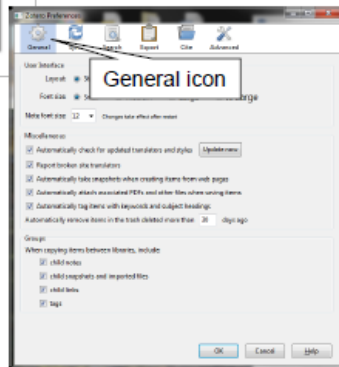 Zotero Preferences
General Search Export Cite Advanced
General icon
User Interface
Layout
Font size
Note font size 12 Changes take effect after restart
Miscellaneous
Automatically check for updated translators and styles Update now
Report broken site translators
Automatically take snapshots when creating items from web pages
Automatically attach associated PDFs and other files when saving items
Automatically tag items with keywords and subject headings
Automatically remove items in the trash deleted more than 30 days ago
Groups
When copying items between libraries, include
child notes
child snapshots and imported files
child links
tags
OK Cancel Help